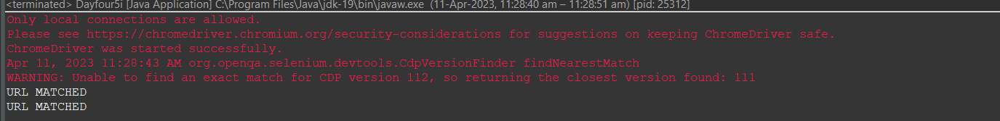 <terminated> Dayfour5i [Java Application] C:\Program Files\Java\jdk-19\bin\javaw.exe (11-Apr-2023, 11:28:40 am – 11:28:51 am) [pid: 25312]
Only local connections are allowed.
Please see https://chromedriver.chromium.org/security-considerations for suggestions on keeping ChromeDriver safe.
ChromeDriver was started successfully.
Apr 11, 2023 11:28:43 AM org.openqa.selenium.devtools.CdpVersionFinder findNearestMatch
WARNING: Unable to find an exact match for CDP version 112, so returning the closest version found: 111
URL MATCHED
URL MATCHED